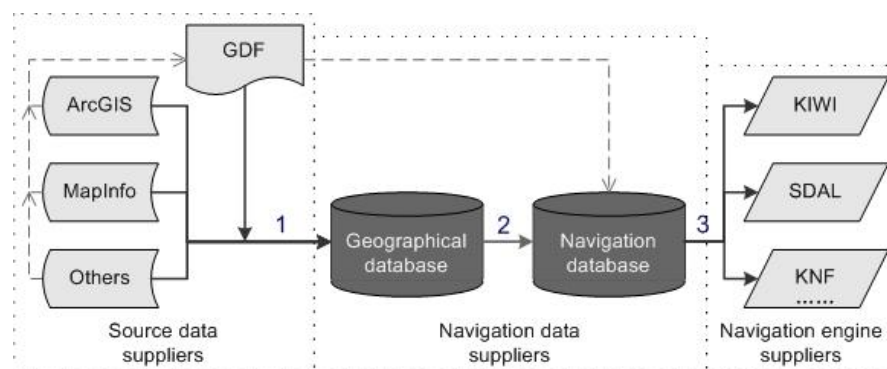 GDF
ArcGIS
MapInfo
Others
1
Geographical
database
2
Navigation
database
3
KIWI
SDAL
KNF
......
Source data
suppliers
Navigation data
suppliers
Navigation engine
suppliers